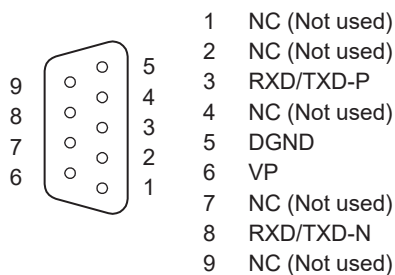 9
8
7
6
5
4
3
2
1
1 NC (Not used)
2 NC (Not used)
3 RXD/TXD-P
4 NC (Not used)
5 DGND
6 VP
7 NC (Not used)
8 RXD/TXD-N
9 NC (Not used)